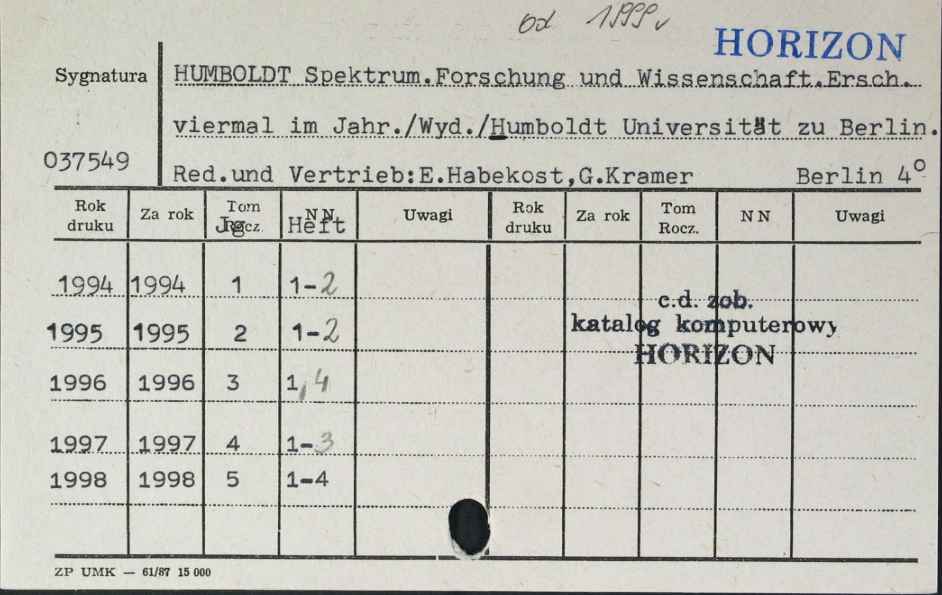 od 1999 r
HORIZON
Sygnatura HUMBOLDT Spektrum.Forschung und Wissenschaft.Ersch.
viermal im Jahr./Wyd./Humboldt Universität zu Berlin.
037549
Red.und Vertrieb:E.Habekost,G.Kramer Berlin 4°
Rok druku Za rok Tom Rocz. Jrg. NN Heft Uwagi Rok druku Za rok Tom Rocz. NN Uwagi
1994 1994 1 1-2
c.d. zob.
1995 1995 2 1-2 katalog komputerowy
HORIZON
1996 1996 3 1,4
1997 1997 4 1-3
1998 1998 5 1-4
ZP UMK — 61/87 15 000